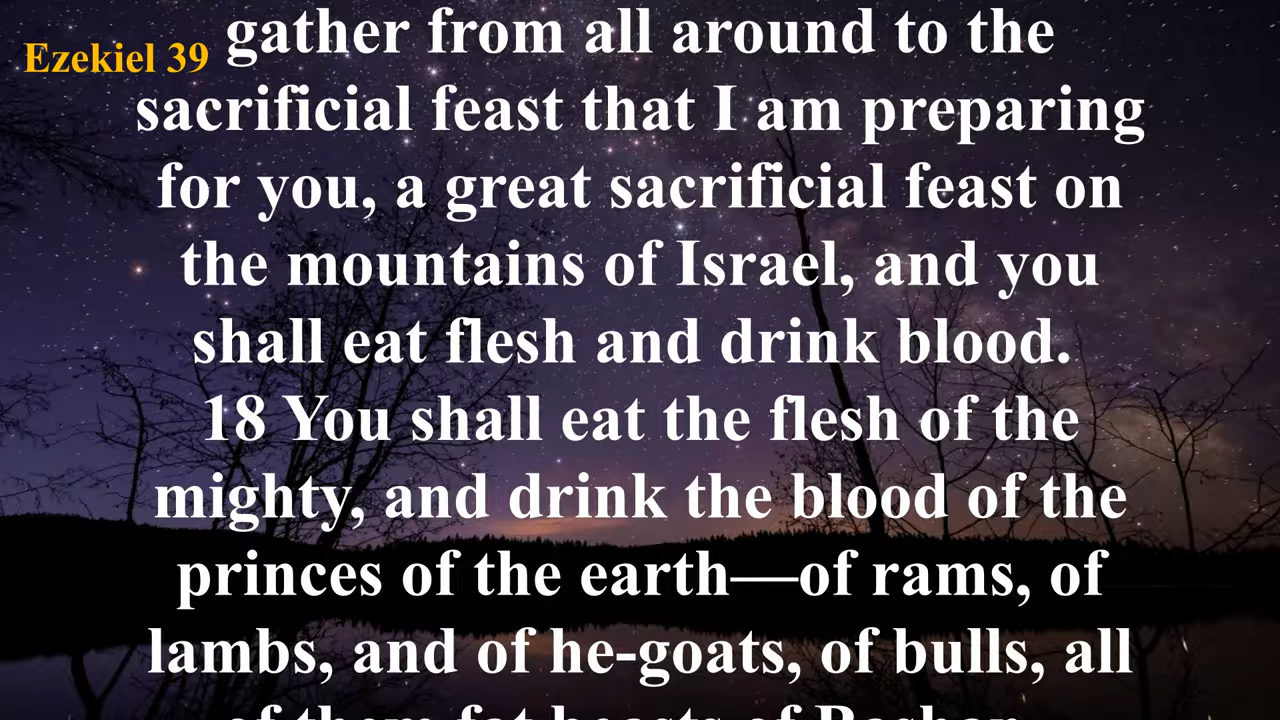 Ezekiel 39
gather from all around to the
sacrificial feast that I am preparing
for you, a great sacrificial feast on
the mountains of Israel, and you
shall eat flesh and drink blood.
18 You shall eat the flesh of the
mighty, and drink the blood of the
princes of the earth—of rams, of
lambs, and of he-goats, of bulls, all
of them fat beasts of Bashan.